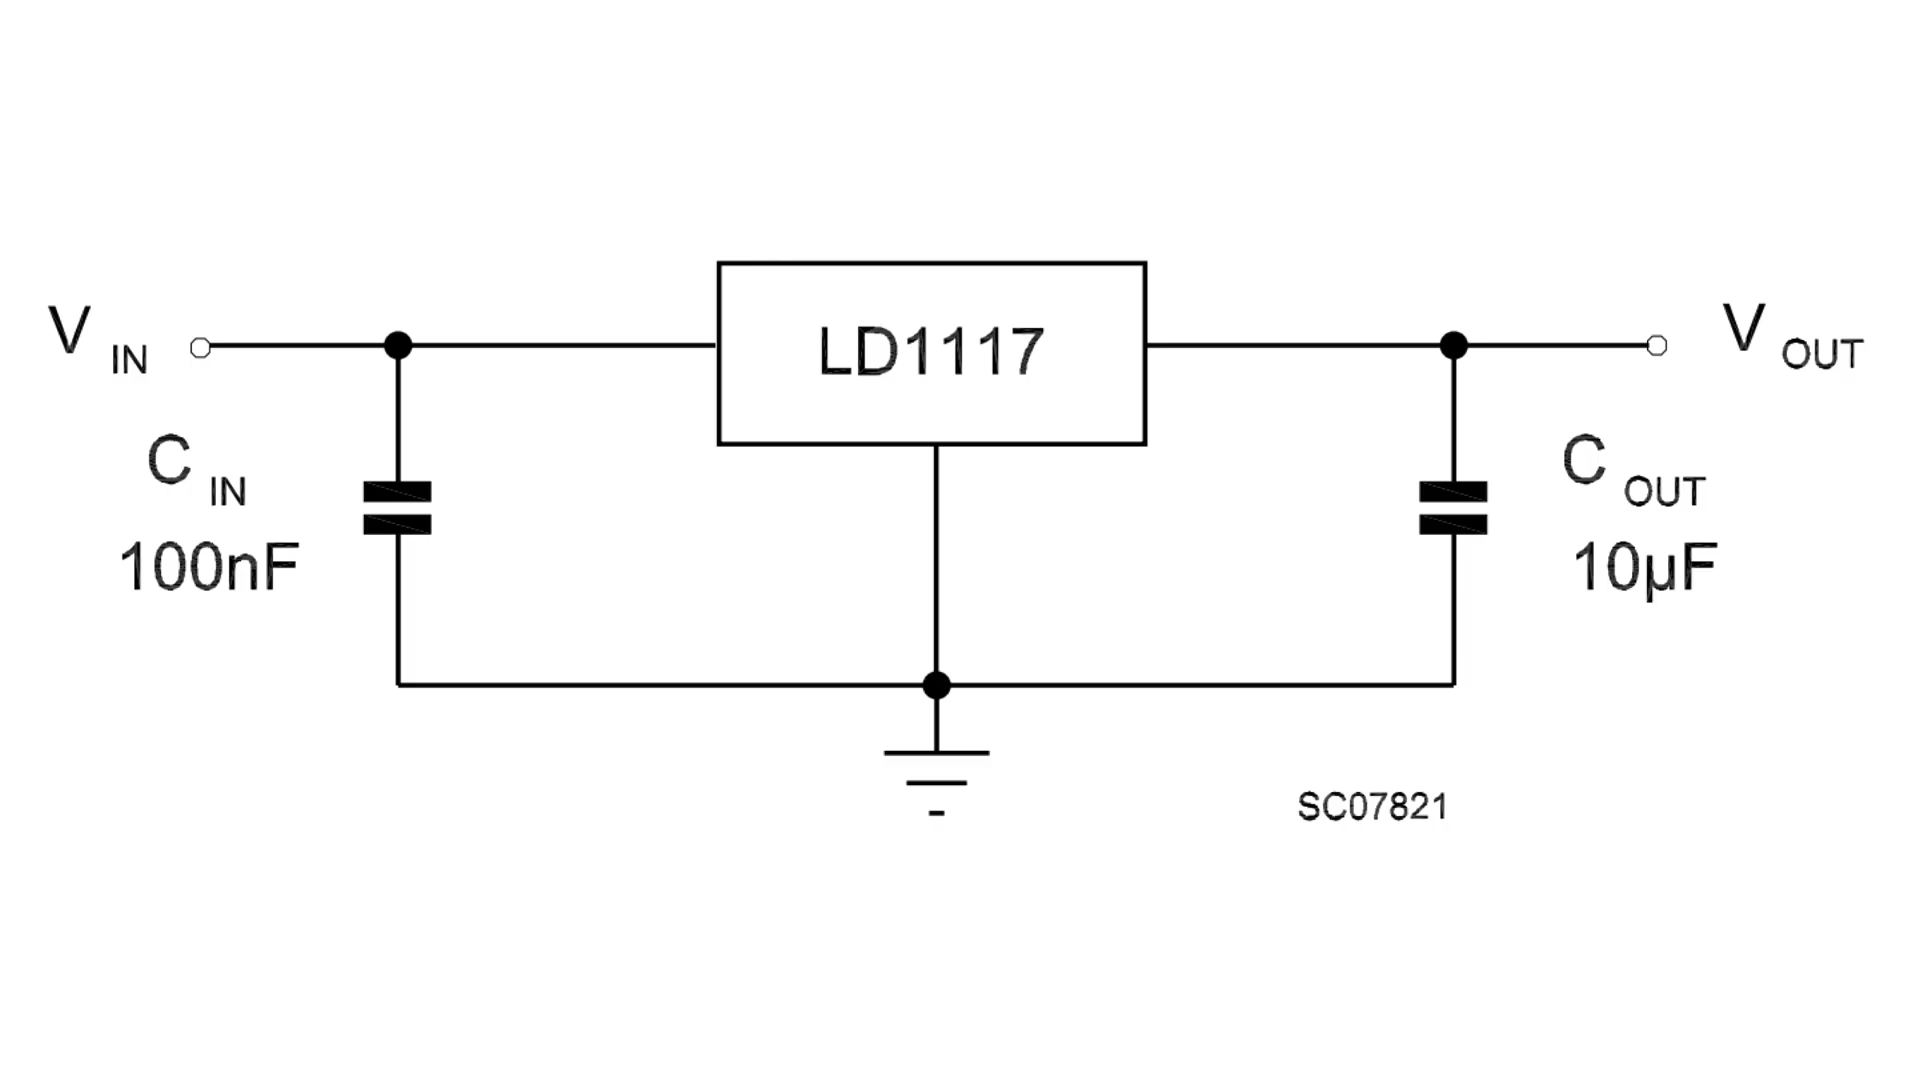 LD1117
V IN
V OUT
C IN
100nF
C OUT
10µF
SC07821